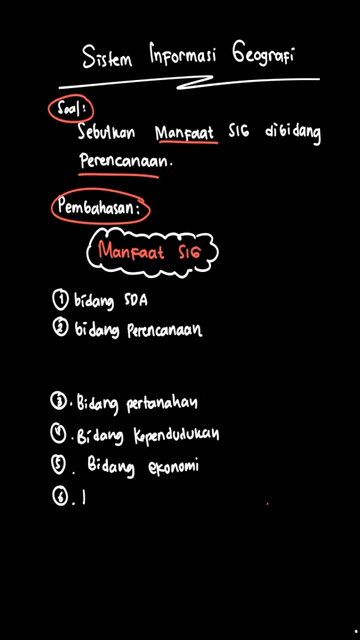 Sistem Informasi Geografi
Soal:
Sebutkan Manfaat SIG dibidang
Perencanaan.
Pembahasan:
Manfaat SIG
1 bidang SDA
2 bidang Perencanaan
3. Bidang pertanahan
4. Bidang Kependudukan
5. Bidang ekonomi
6. l